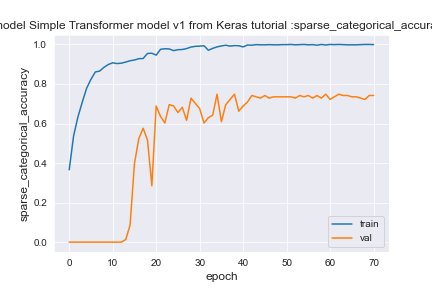 model Simple Transformer model v1 from Keras tutorial :sparse_categorical_accura
1.0
0.8
0.6
0.4
0.2
0.0
sparse_categorical_accuracy
0 10 20 30 40 50 60 70
epoch
train
val